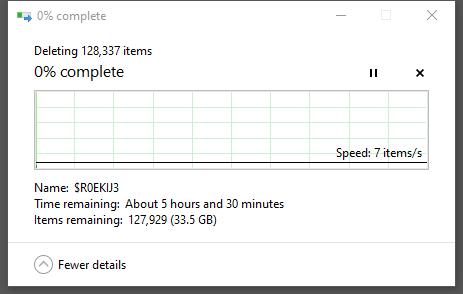 0% complete
Deleting 128,337 items
0% complete
Speed: 7 items/s
Name: $R0EKIJ3
Time remaining: About 5 hours and 30 minutes
Items remaining: 127,929 (33.5 GB)
Fewer details